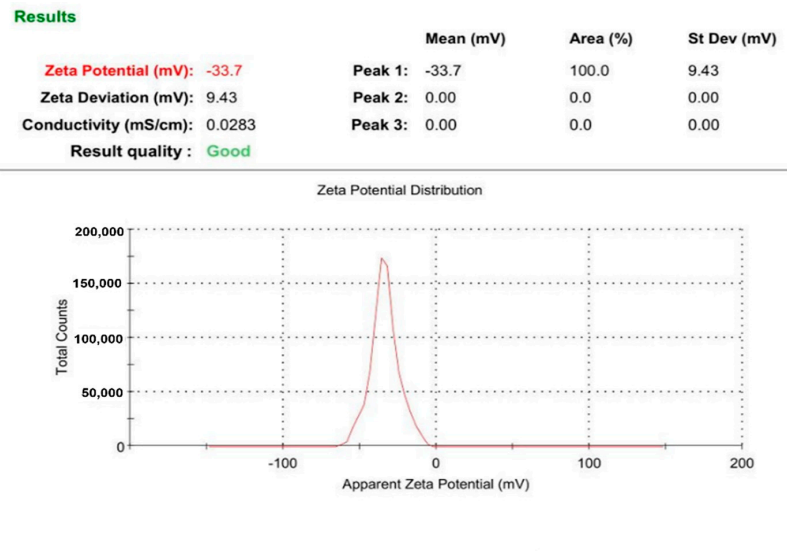 Results
Mean (mV) Area (%) St Dev (mV)
Zeta Potential (mV): -33.7 Peak 1: -33.7 100.0 9.43
Zeta Deviation (mV): 9.43 Peak 2: 0.00 0.0 0.00
Conductivity (mS/cm): 0.0283 Peak 3: 0.00 0.0 0.00
Result quality : Good
Zeta Potential Distribution
200,000
150,000
100,000
50,000
0
Total Counts
-100 0 100 200
Apparent Zeta Potential (mV)